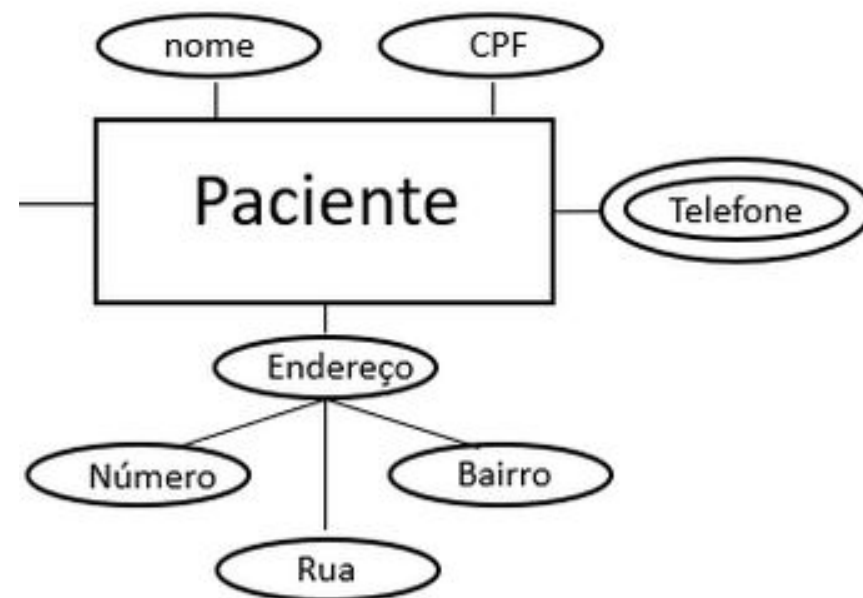 nome
CPF
Paciente
Telefone
Endereço
Número
Bairro
Rua